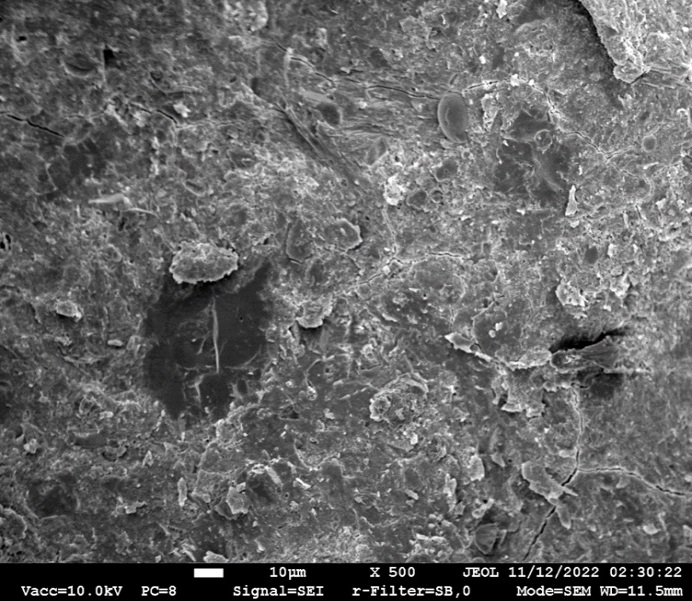 10µm X 500 JEOL 11/12/2022 02:30:22
Vacc=10.0kV PC=8 Signal=SEI r-Filter=SB,0 Mode=SEM WD=11.5mm